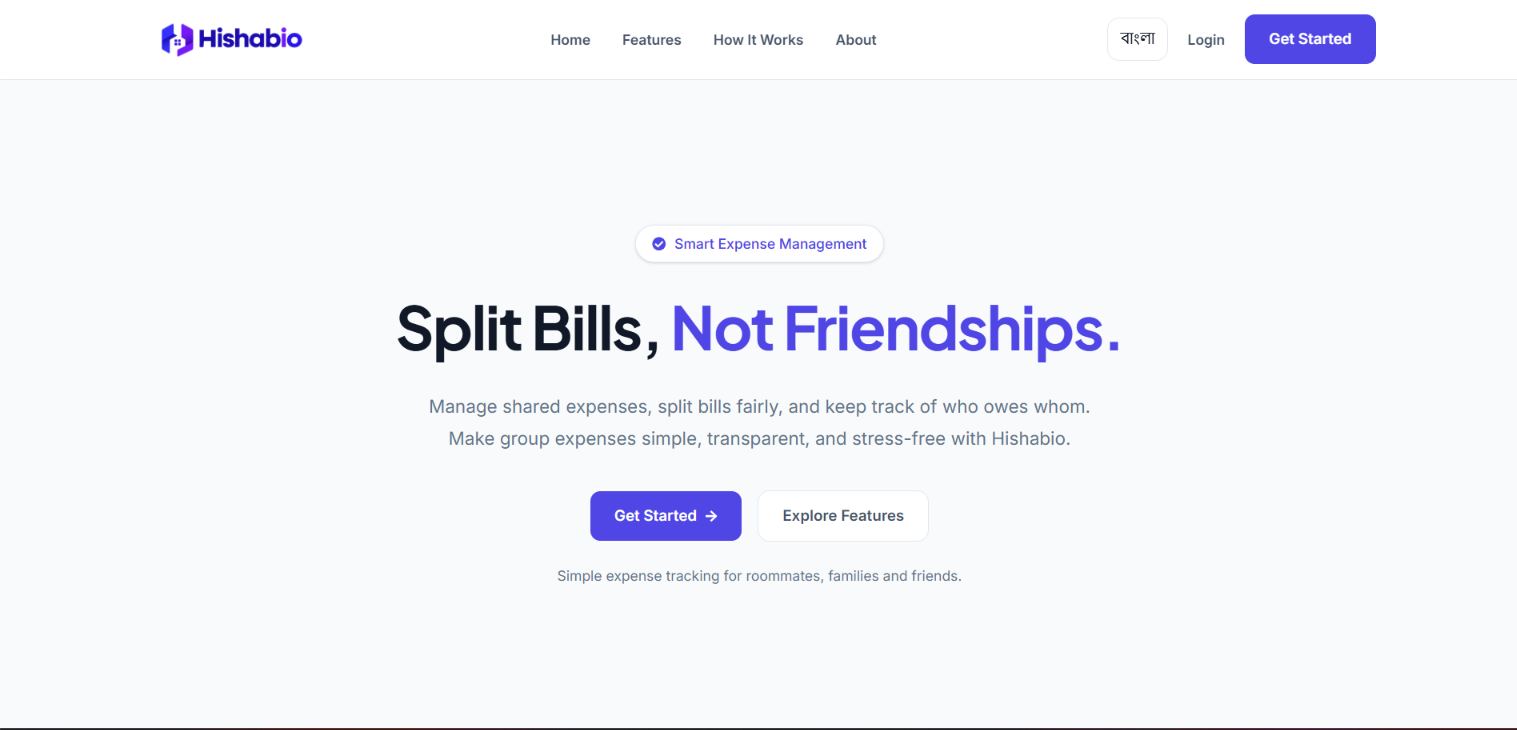 Hishabio
Home
Features
How It Works
About
বাংলা
Login
Get Started
Smart Expense Management
Split Bills, Not Friendships.
Manage shared expenses, split bills fairly, and keep track of who owes whom.
Make group expenses simple, transparent, and stress-free with Hishabio.
Get Started →
Explore Features
Simple expense tracking for roommates, families and friends.